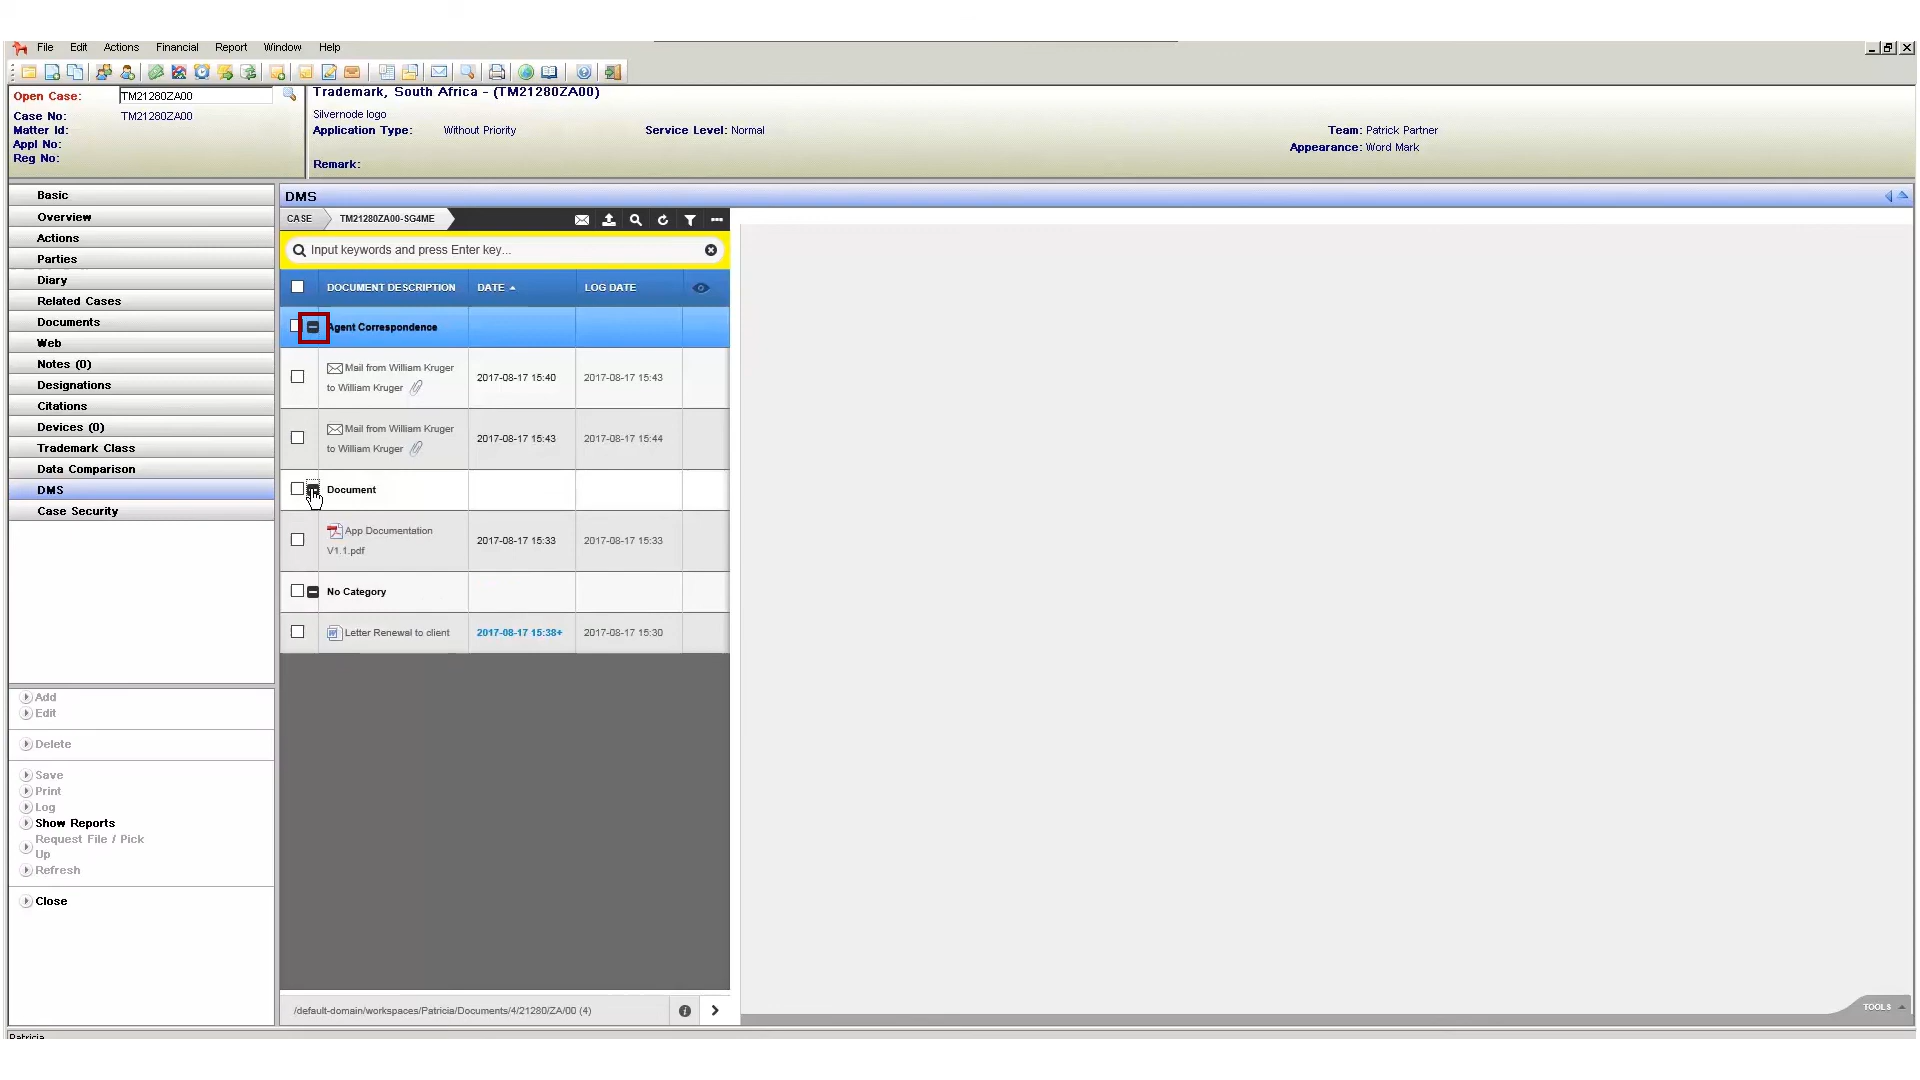 File Edit Actions Financial Report Window Help
Open Case: TM21280ZA00
Case No: TM21280ZA00
Matter Id:
Appl No:
Reg No:
Trademark, South Africa - (TM21280ZA00)
Silvernode logo
Application Type: Without Priority Service Level: Normal Team: Patrick Partner
Appearance: Word Mark
Remark:
Basic
Overview
Actions
Parties
Diary
Related Cases
Documents
Web
Notes (0)
Designations
Citations
Devices (0)
Trademark Class
Data Comparison
DMS
Case Security
Add
Edit
Delete
Save
Print
Log
Show Reports
Request File / Pick
Up
Refresh
Close
DMS
CASE TM21280ZA00-SG4ME
Input keywords and press Enter key...
DOCUMENT DESCRIPTION DATE LOG DATE
Agent Correspondence
Mail from William Kruger
to William Kruger 2017-08-17 15:40 2017-08-17 15:43
Mail from William Kruger
to William Kruger 2017-08-17 15:43 2017-08-17 15:44
Document
App Documentation
V1.1.pdf 2017-08-17 15:33 2017-08-17 15:33
No Category
Letter Renewal to client 2017-08-17 15:38+ 2017-08-17 15:30
/default-domain/workspaces/Patricia/Documents/4/21280/ZA/00 (4)
TOOLS
Patricia